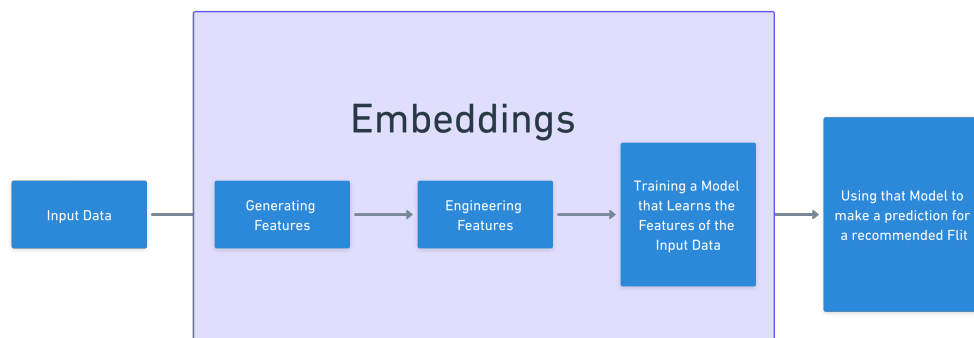 Embeddings
Input Data
Generating
Features
Engineering
Features
Training a Model
that Learns the
Features of the
Input Data
Using that Model to
make a prediction for
a recommended Flit